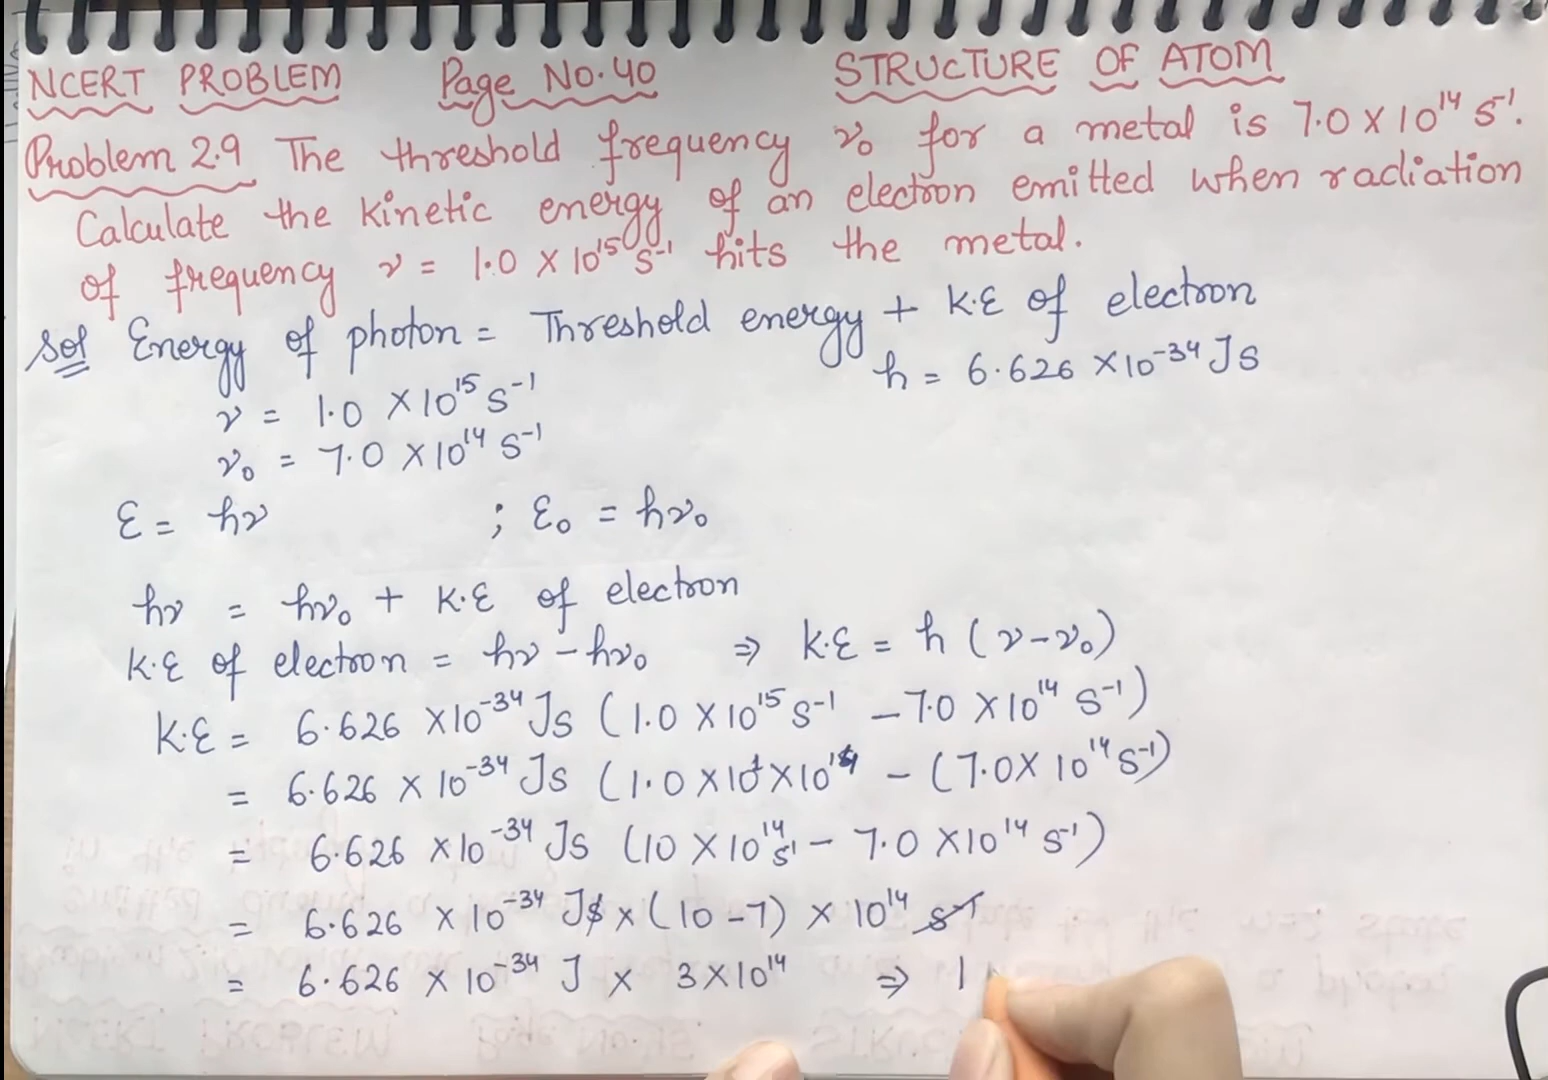 NCERT PROBLEM Page No. 40 STRUCTURE OF ATOM
Problem 2.9 The threshold frequency ν₀ for a metal is 7.0 × 10¹⁴ s⁻¹.
Calculate the kinetic energy of an electron emitted when radiation
of frequency ν = 1.0 × 10¹⁵ s⁻¹ hits the metal.
Sol Energy of photon = Threshold energy + K.E of electron
h = 6.626 × 10⁻³⁴ Js
ν = 1.0 × 10¹⁵ s⁻¹
ν₀ = 7.0 × 10¹⁴ s⁻¹
E = hν ; E₀ = hν₀
hν = hν₀ + K.E of electron
K.E of electron = hν − hν₀ ⇒ K.E = h (ν − ν₀)
K.E = 6.626 × 10⁻³⁴ Js (1.0 × 10¹⁵ s⁻¹ − 7.0 × 10¹⁴ s⁻¹)
= 6.626 × 10⁻³⁴ Js (1.0 × 10¹ × 10¹⁴ − (7.0 × 10¹⁴ s⁻¹)
= 6.626 × 10⁻³⁴ Js (10 × 10¹⁴ s⁻¹ − 7.0 × 10¹⁴ s⁻¹)
= 6.626 × 10⁻³⁴ Js × (10 − 7) × 10¹⁴ s⁻¹
= 6.626 × 10⁻³⁴ J × 3 × 10¹⁴ ⇒ 1